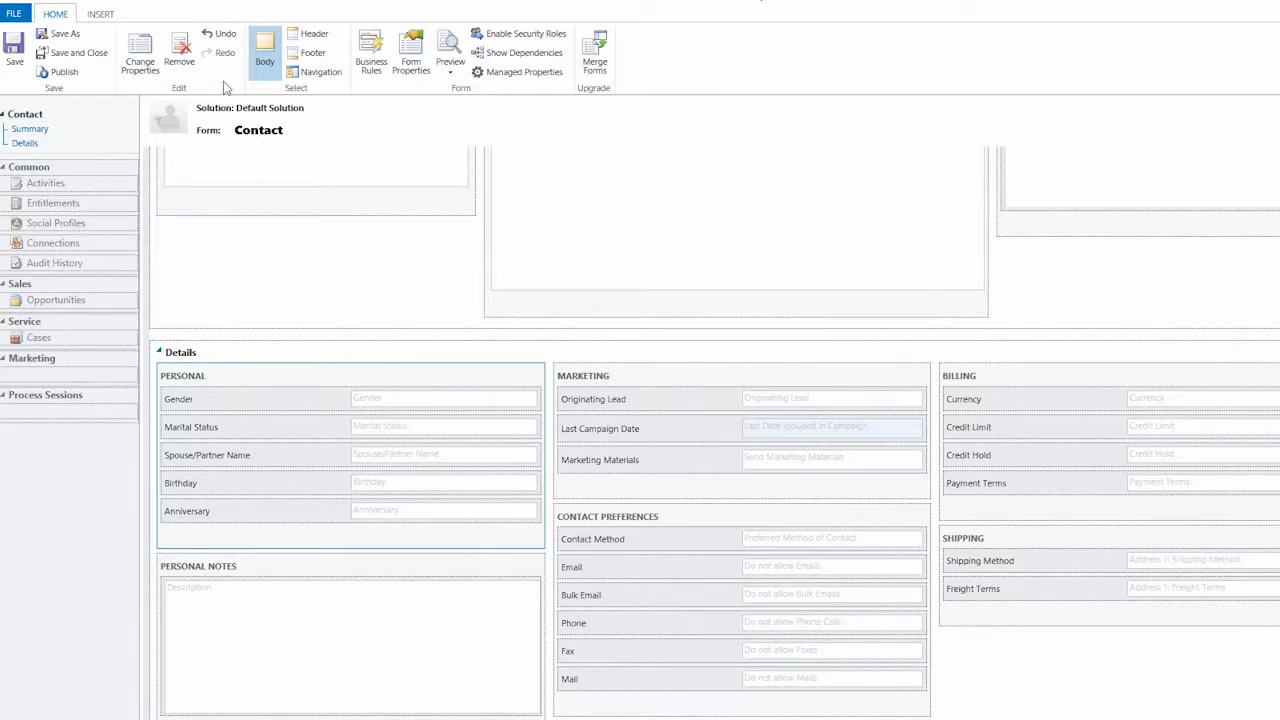 FILE
HOME
INSERT
Save
Save As
Save and Close
Publish
Save
Change Properties
Remove
Undo
Redo
Edit
Body
Header
Footer
Navigation
Select
Business Rules
Form Properties
Preview
Enable Security Roles
Show Dependencies
Managed Properties
Form
Merge Forms
Upgrade
Contact
Summary
Details
Common
Activities
Entitlements
Social Profiles
Connections
Audit History
Sales
Opportunities
Service
Cases
Marketing
Process Sessions
Solution: Default Solution
Form: Contact
Details
PERSONAL
Gender Gender
Marital Status Marital Status
Spouse/Partner Name Spouse/Partner Name
Birthday Birthday
Anniversary Anniversary
PERSONAL NOTES
Description
MARKETING
Originating Lead Originating Lead
Last Campaign Date Last Date Included in Campaign
Marketing Materials Send Marketing Materials
CONTACT PREFERENCES
Contact Method Preferred Method of Contact
Email Do not allow Emails
Bulk Email Do not allow Bulk Emails
Phone Do not allow Phone Calls
Fax Do not allow Faxes
Mail Do not allow Mails
BILLING
Currency Currency
Credit Limit Credit Limit
Credit Hold Credit Hold
Payment Terms Payment Terms
SHIPPING
Shipping Method Address 1: Shipping Method
Freight Terms Address 1: Freight Terms